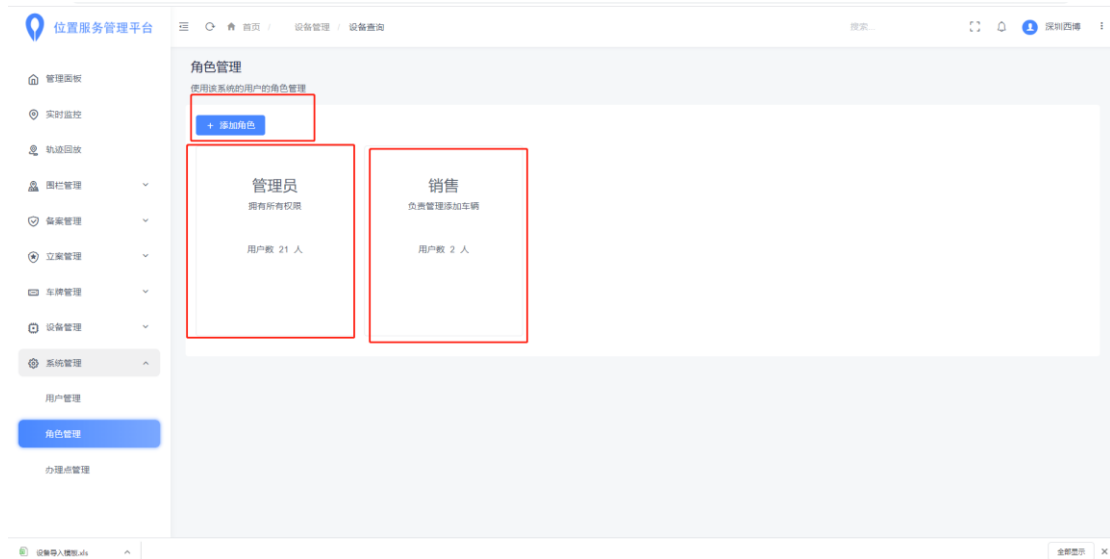 位置服务管理平台
首页 / 设备管理 / 设备查询
搜索...
深圳西博
管理面板
实时监控
轨迹回放
围栏管理
备案管理
立案管理
车牌管理
设备管理
系统管理
用户管理
角色管理
办理点管理
角色管理
使用该系统的用户的角色管理
+ 添加角色
管理员
拥有所有权限
用户数 21 人
销售
负责管理添加车辆
用户数 2 人
设备导入模板.xls
全部显示